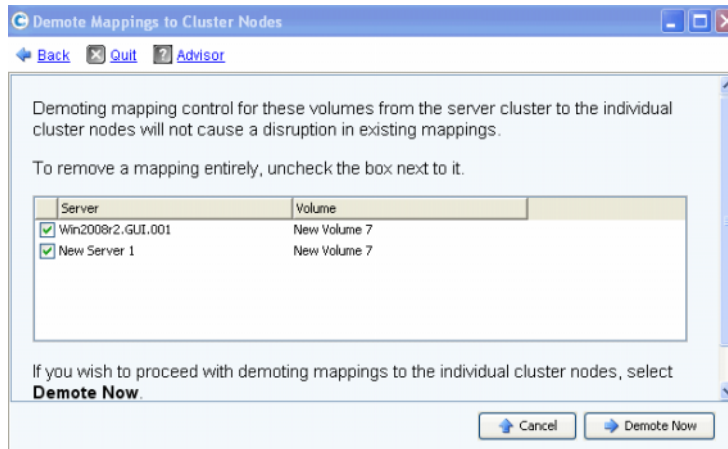 Demote Mappings to Cluster Nodes
Back Quit Advisor
Demoting mapping control for these volumes from the server cluster to the individual
cluster nodes will not cause a disruption in existing mappings.
To remove a mapping entirely, uncheck the box next to it.
Server Volume
Win2008r2.GUI.001 New Volume 7
New Server 1 New Volume 7
If you wish to proceed with demoting mappings to the individual cluster nodes, select
Demote Now.
Cancel Demote Now